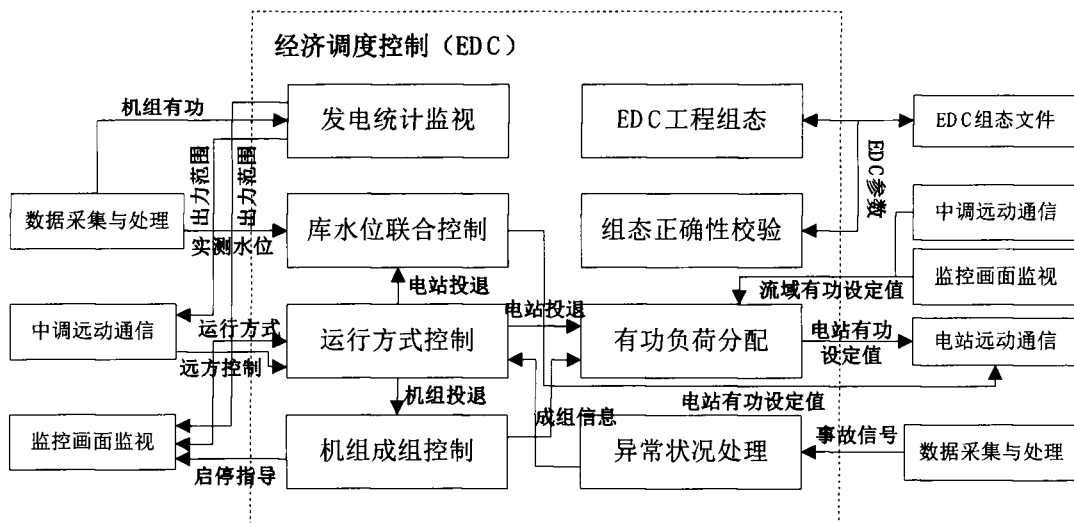 经济调度控制（EDC）
机组有功
发电统计监视
EDC工程组态
EDC组态文件
出力范围
出力范围
EDC参数
数据采集与处理
实测水位
库水位联合控制
组态正确性校验
中调远动通信
监控画面监视
电站投退
流域有功设定值
中调远动通信
运行方式
远方控制
运行方式控制
电站投退
有功负荷分配
电站有功
设定值
电站远动通信
机组投退
成组信息
电站有功设定值
监控画面监视
启停指导
机组成组控制
异常状况处理
事故信号
数据采集与处理